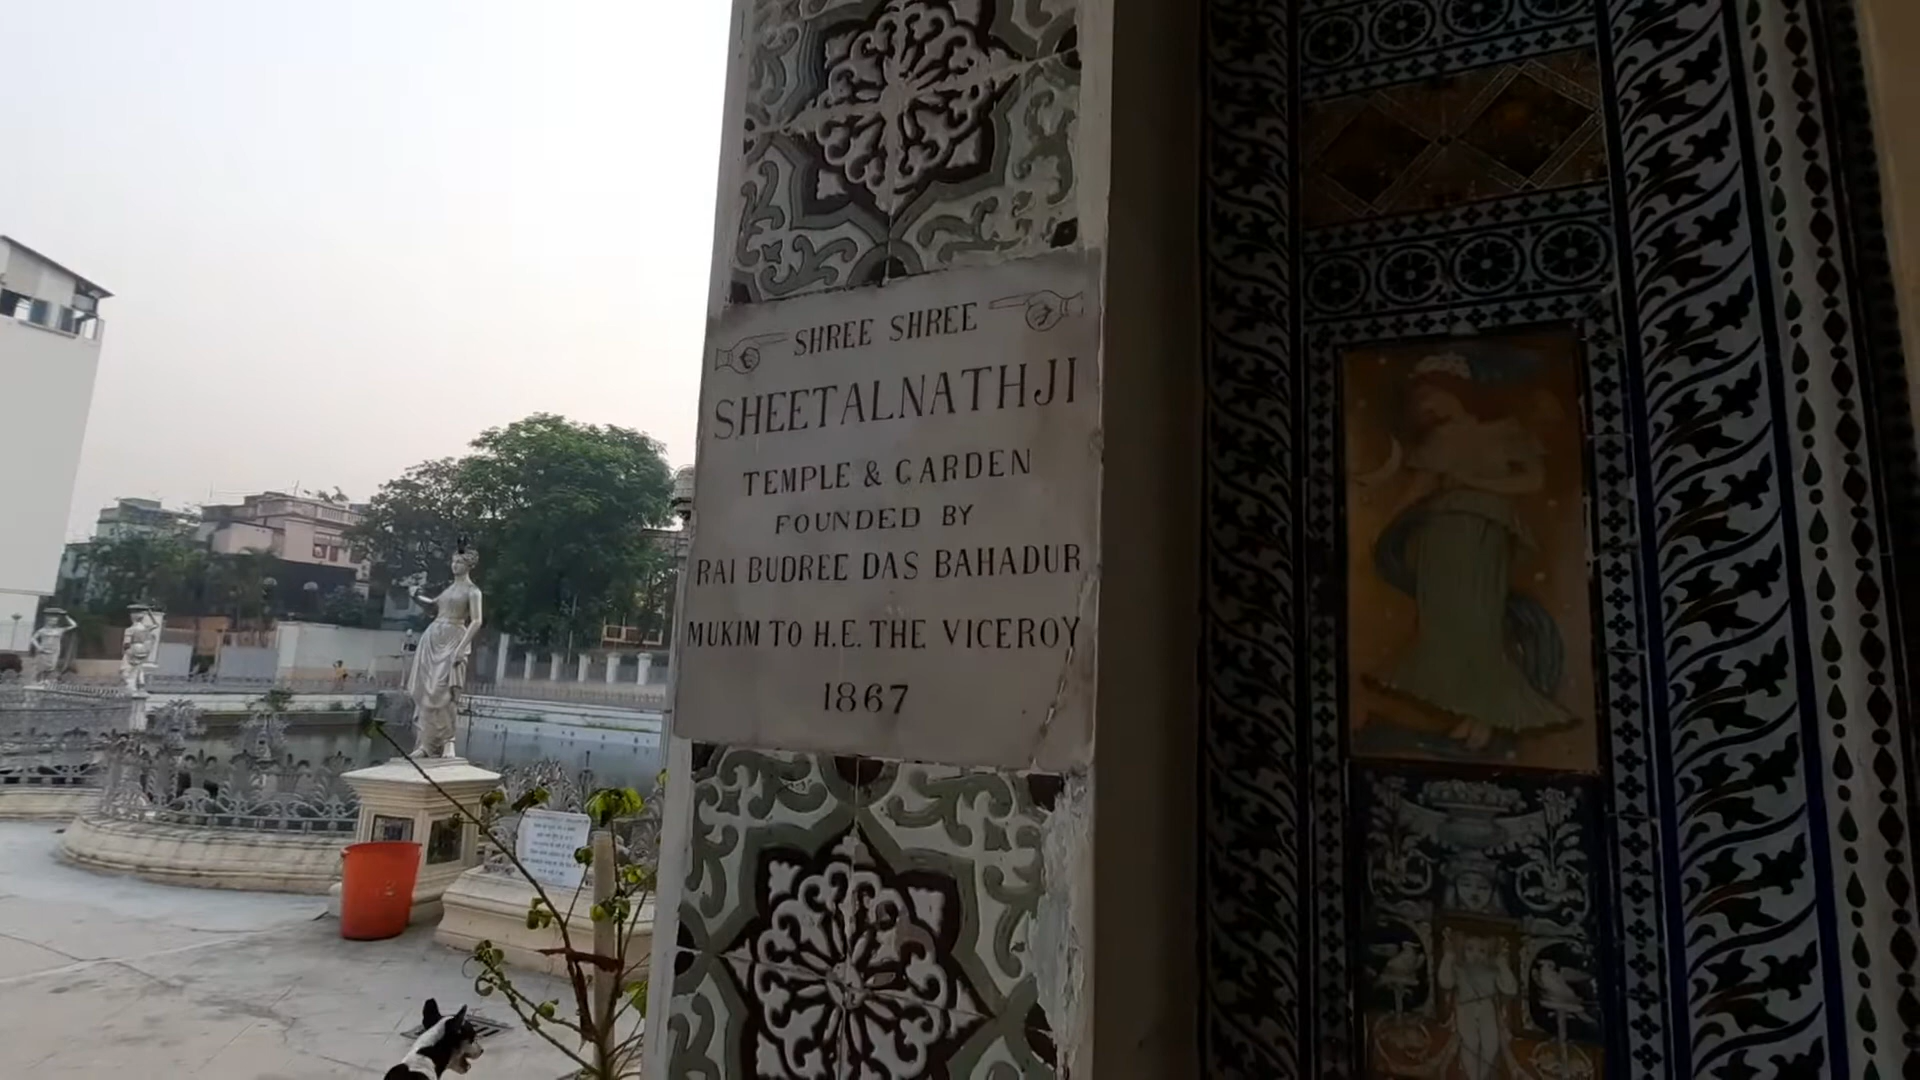 SHREE SHREE
SHEETALNATHJI
TEMPLE & GARDEN
FOUNDED BY
RAI BUDREE DAS BAHADUR
MUKIM TO H.E. THE VICEROY
1867